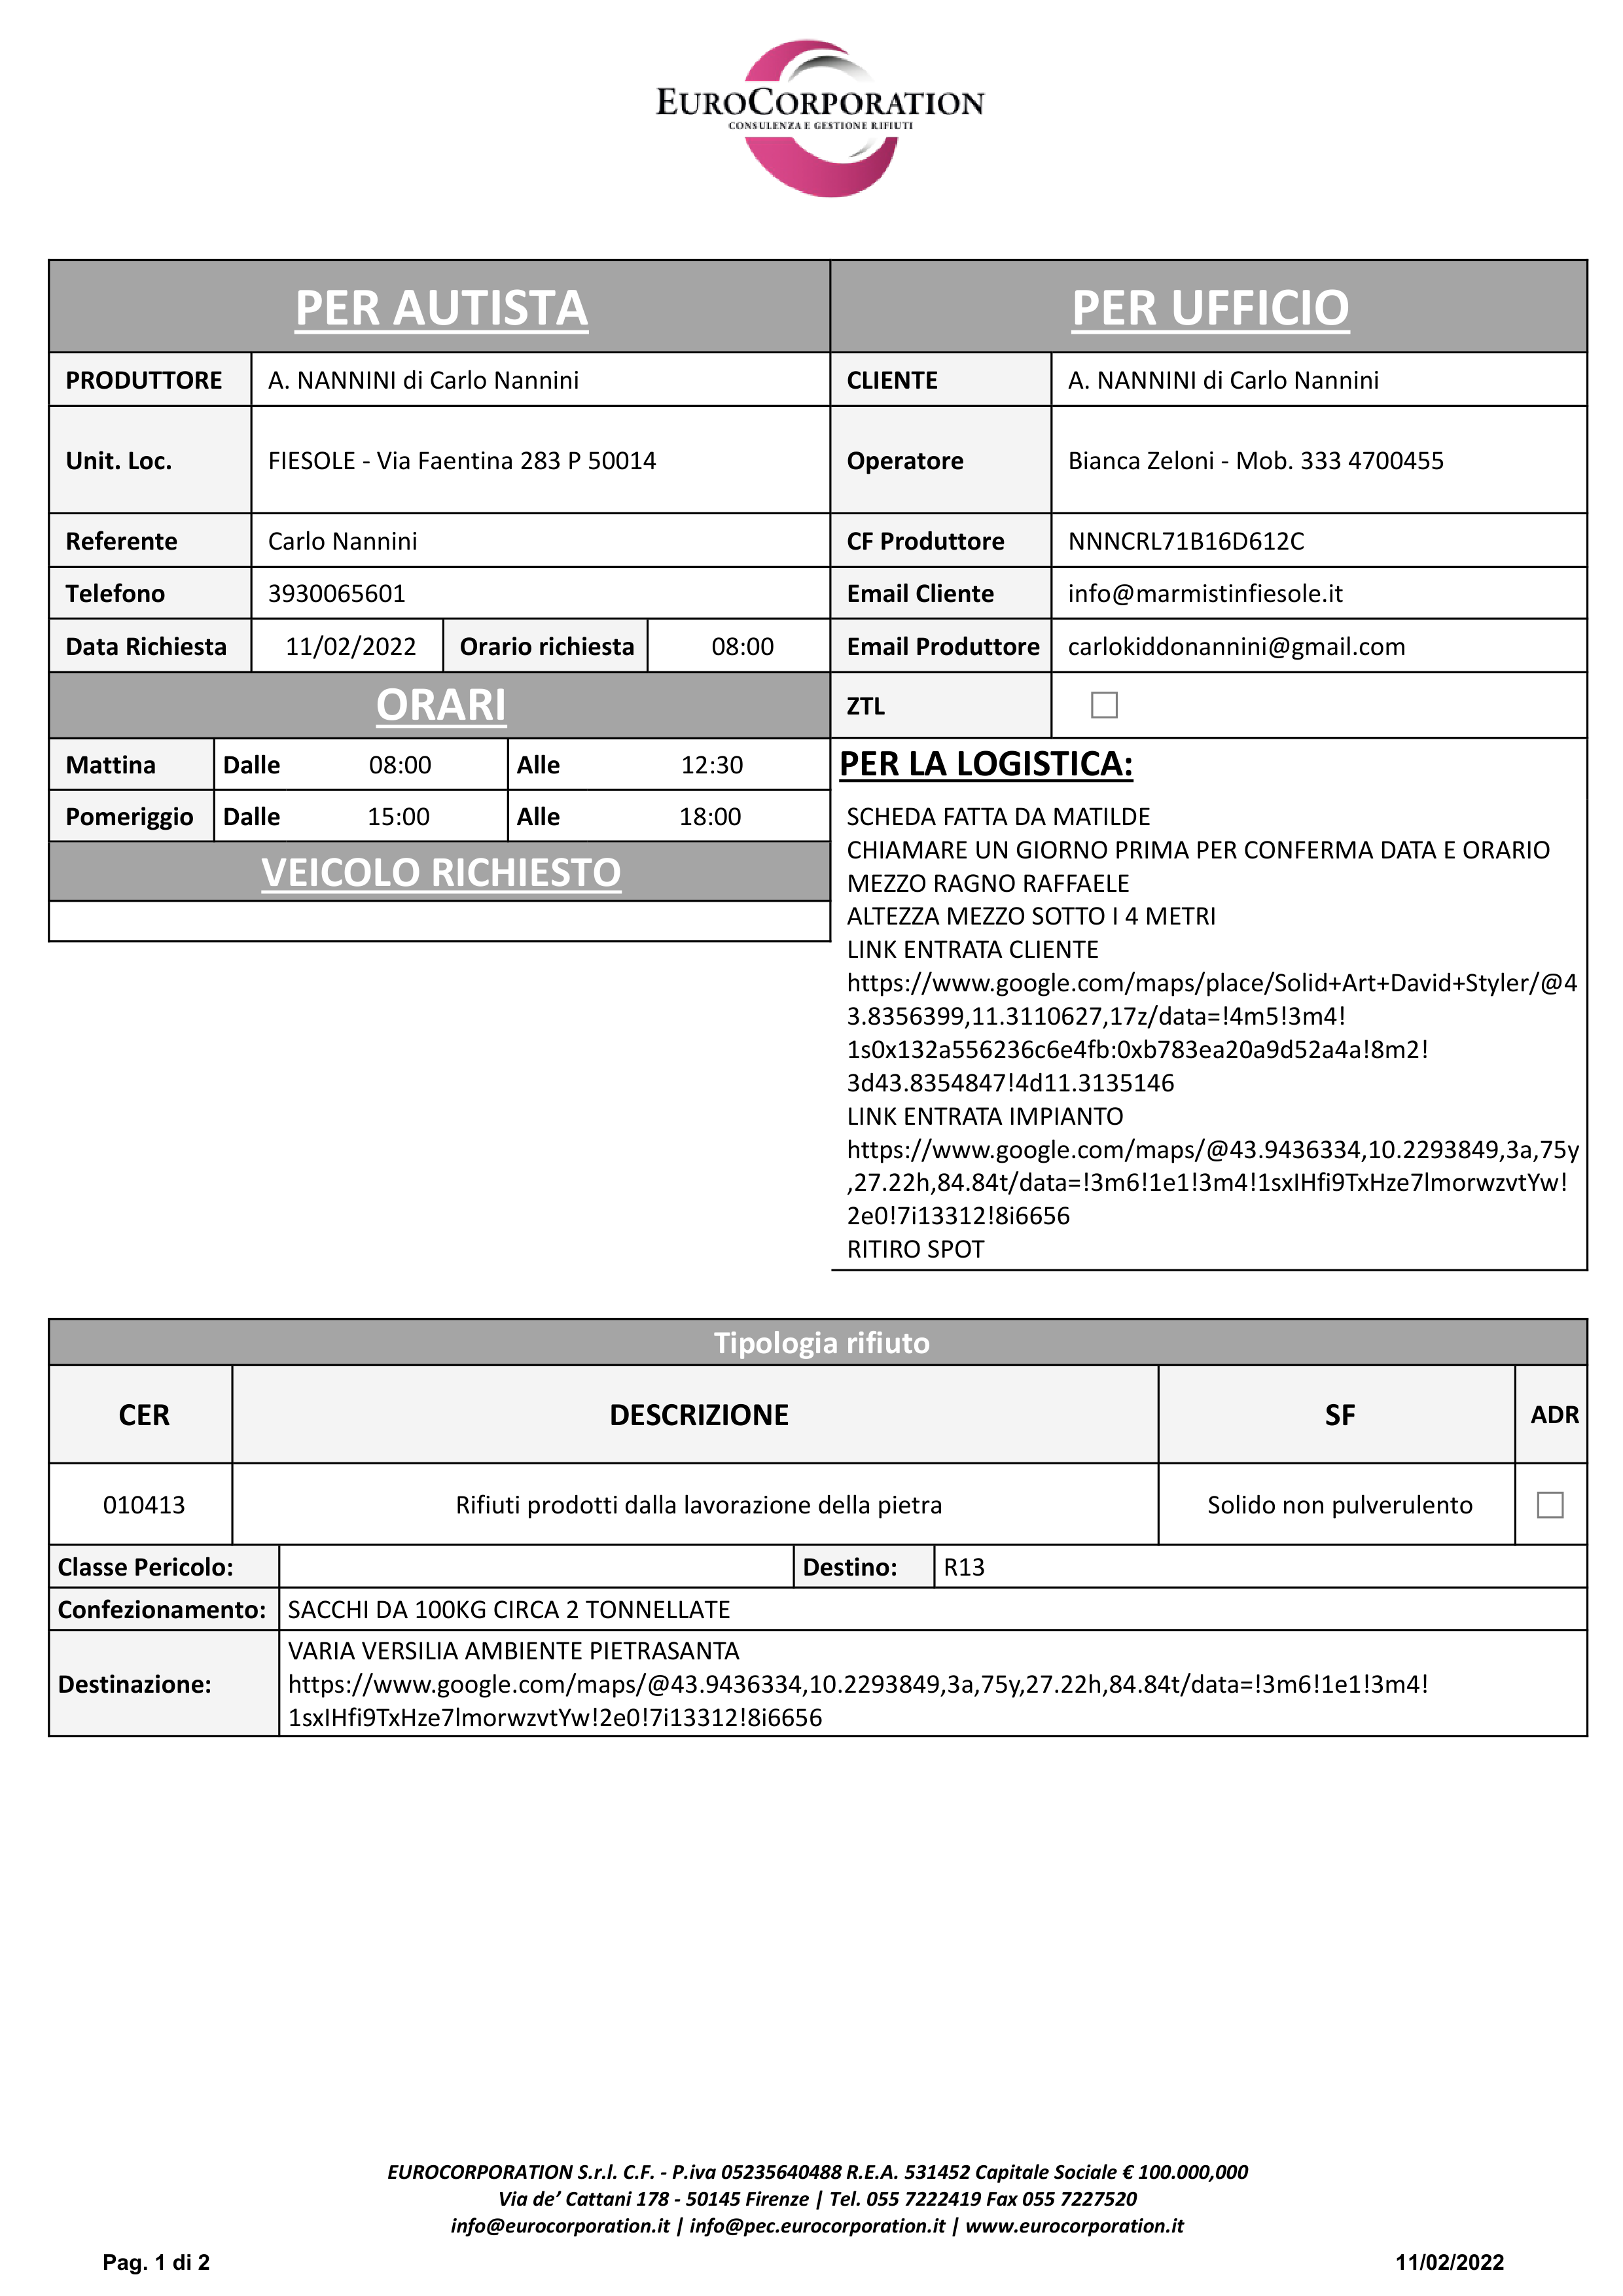 EUROCORPORATION
CONSULENZA E GESTIONE RIFIUTI
PER AUTISTA
PRODUTTORE A. NANNINI di Carlo Nannini
Unit. Loc. FIESOLE - Via Faentina 283 P 50014
Referente Carlo Nannini
Telefono 3930065601
Data Richiesta 11/02/2022 Orario richiesta 08:00
ORARI
Mattina Dalle 08:00 Alle 12:30
Pomeriggio Dalle 15:00 Alle 18:00
VEICOLO RICHIESTO
PER UFFICIO
CLIENTE A. NANNINI di Carlo Nannini
Operatore Bianca Zeloni - Mob. 333 4700455
CF Produttore NNNCRL71B16D612C
Email Cliente info@marmistinfiesole.it
Email Produttore carlokiddonannini@gmail.com
ZTL
PER LA LOGISTICA:
SCHEDA FATTA DA MATILDE
CHIAMARE UN GIORNO PRIMA PER CONFERMA DATA E ORARIO
MEZZO RAGNO RAFFAELE
ALTEZZA MEZZO SOTTO I 4 METRI
LINK ENTRATA CLIENTE
https://www.google.com/maps/place/Solid+Art+David+Styler/@4
3.8356399,11.3110627,17z/data=!4m5!3m4!
1s0x132a556236c6e4fb:0xb783ea20a9d52a4a!8m2!
3d43.8354847!4d11.3135146
LINK ENTRATA IMPIANTO
https://www.google.com/maps/@43.9436334,10.2293849,3a,75y
,27.22h,84.84t/data=!3m6!1e1!3m4!1sxIHfi9TxHze7lmorwzvtYw!
2e0!7i13312!8i6656
RITIRO SPOT
Tipologia rifiuto
CER DESCRIZIONE SF ADR
010413 Rifiuti prodotti dalla lavorazione della pietra Solido non pulverulento
Classe Pericolo: Destino: R13
Confezionamento: SACCHI DA 100KG CIRCA 2 TONNELLATE
Destinazione: VARIA VERSILIA AMBIENTE PIETRASANTA
https://www.google.com/maps/@43.9436334,10.2293849,3a,75y,27.22h,84.84t/data=!3m6!1e1!3m4!
1sxIHfi9TxHze7lmorwzvtYw!2e0!7i13312!8i6656
EUROCORPORATION S.r.l. C.F. - P.iva 05235640488 R.E.A. 531452 Capitale Sociale € 100.000,000
Via de’ Cattani 178 - 50145 Firenze | Tel. 055 7222419 Fax 055 7227520
info@eurocorporation.it | info@pec.eurocorporation.it | www.eurocorporation.it
Pag. 1 di 2 11/02/2022